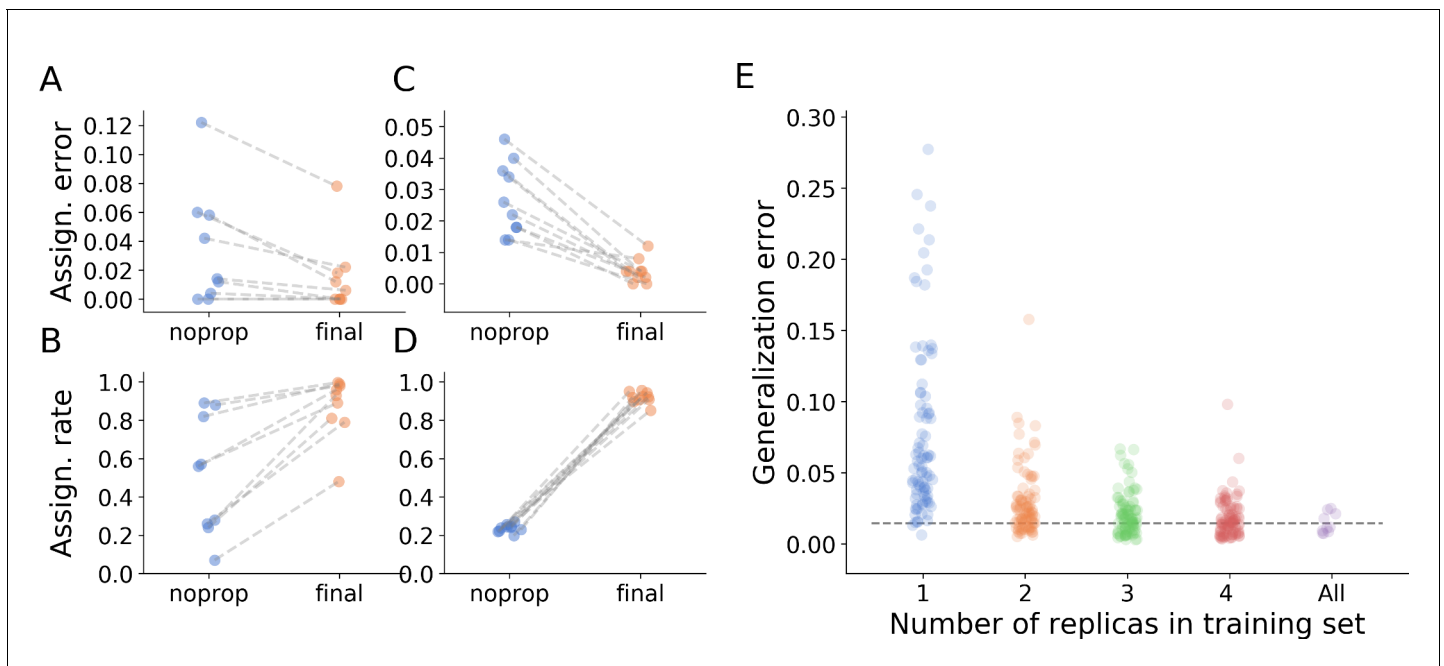 A
Assign. error
0.12
0.10
0.08
0.06
0.04
0.02
0.00
noprop final
C
0.05
0.04
0.03
0.02
0.01
0.00
noprop final
B
Assign. rate
1.0
0.8
0.6
0.4
0.2
0.0
noprop final
D
1.0
0.8
0.6
0.4
0.2
0.0
noprop final
E
Generalization error
0.30
0.25
0.20
0.15
0.10
0.05
0.00
1 2 3 4 All
Number of replicas in training set